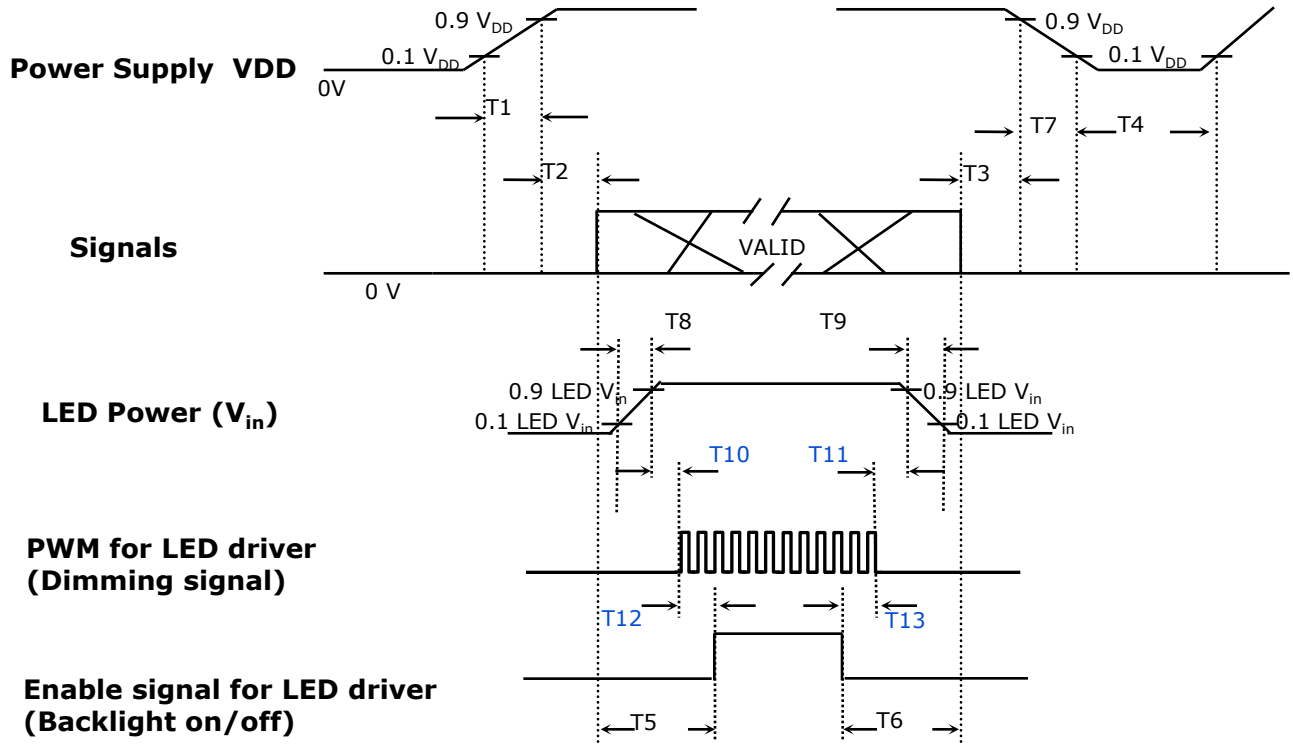 0.9 VDD
0.1 VDD
Power Supply VDD
0V
T1
T2
0.9 VDD
0.1 VDD
T7
T4
T3
Signals
VALID
0 V
T8
T9
0.9 LED Vin
0.1 LED Vin
0.9 LED Vin
0.1 LED Vin
LED Power (Vin)
T10
T11
PWM for LED driver
(Dimming signal)
T12
T13
Enable signal for LED driver
(Backlight on/off)
T5
T6